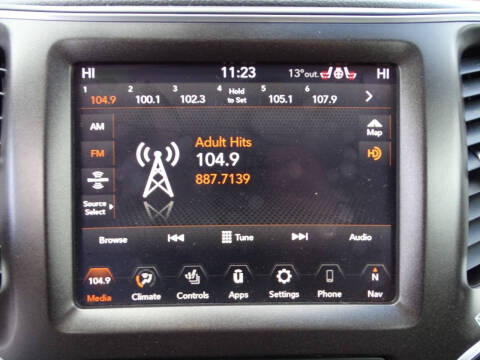 HI 11:23 13°out. HI
1 104.9 2 100.1 3 102.3 4 Hold to Set 5 105.1 6 107.9
AM
FM
Source Select
Adult Hits
104.9
887.7139
Map
HD
Browse Tune Audio
104.9 N
Media Climate Controls Apps Settings Phone Nav